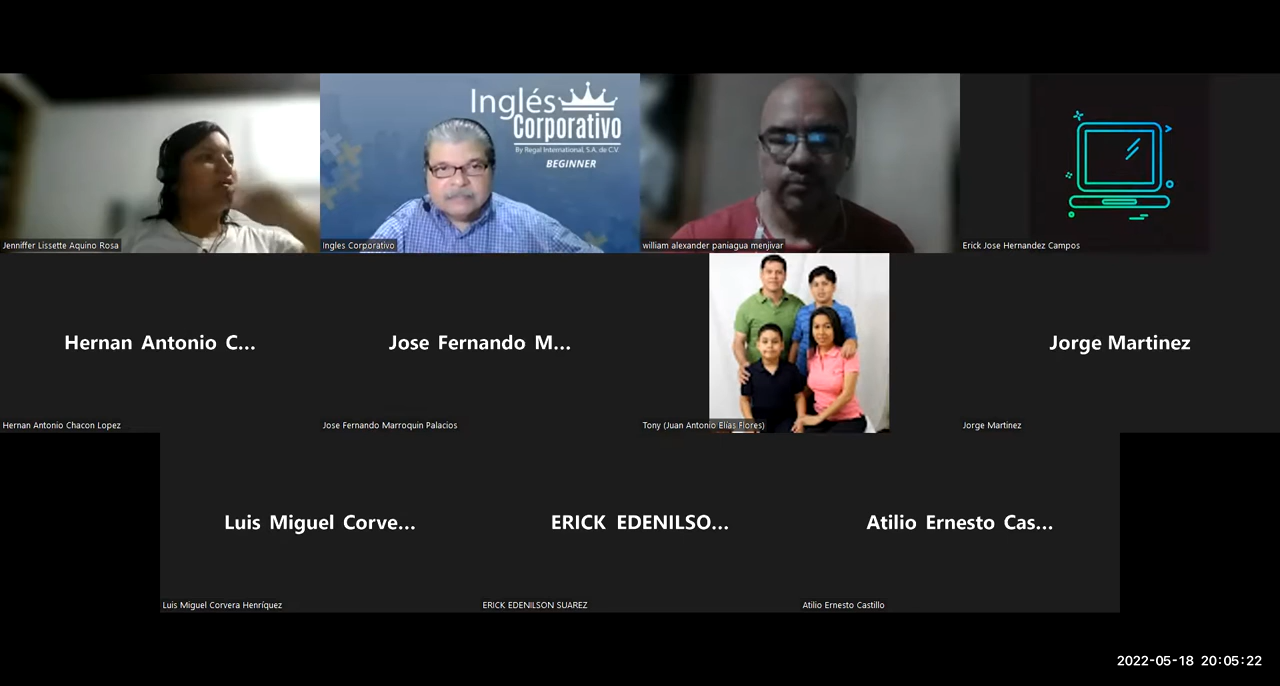 Inglés
Corporativo
By Regal International, S.A. de C.V.
BEGINNER
Jenniffer Lissette Aquino Rosa
Ingles Corporativo
william alexander paniagua menjivar
Erick Jose Hernandez Campos
Hernan Antonio C...
Jose Fernando M...
Jorge Martinez
Hernan Antonio Chacon Lopez
Jose Fernando Marroquin Palacios
Tony (Juan Antonio Elias Flores)
Jorge Martinez
Luis Miguel Corve...
ERICK EDENILSO...
Atilio Ernesto Cas...
Luis Miguel Corvera Henríquez
ERICK EDENILSON SUAREZ
Atilio Ernesto Castillo
2022-05-18 20:05:22